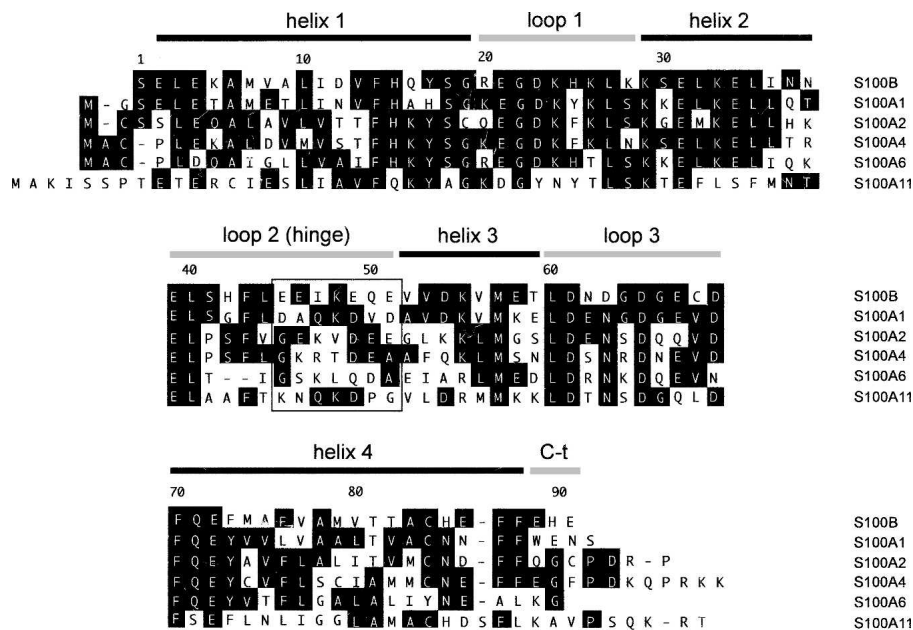 helix 1 loop 1 helix 2
1 10 20 30
S E L E K A M V A L I D V F H Q Y S G R E G D K H K L K K S E L K E L I N N S100B
M - G S E L E T A M E T L I N V F H A H S G K E G D K Y K L S K K E L K E L L Q T S100A1
M - C S S L E Q A L A V L V T T F H K Y S C Q E G D K F K L S K G E M K E L L H K S100A2
M A C - P L E K A L D V M V S T F H K Y S G K E G D K F K L N K S E L K E L L T R S100A4
M A C - P L D Q A I G L L V A I F H K Y S G R E G D K H T L S K K E L K E L I Q K S100A6
M A K I S S P T E T E R C I E S L I A V F Q K Y A G K D G Y N Y T L S K T E F L S F M N T S100A11
loop 2 (hinge) helix 3 loop 3
40 50 60
E L S H F L E E I K E Q E V V D K V M E T L D N D G D G E C D S100B
E L S G F L D A Q K D V D A V D K V M K E L D E N G D G E V D S100A1
E L P S F V G E K V D E E G L K K L M G S L D E N S D Q Q V D S100A2
E L P S F L G K R T D E A A F Q K L M S N L D S N R D N E V D S100A4
E L T - - I G S K L Q D A E I A R L M E D L D R N K D Q E V N S100A6
E L A A F T K N Q K D P G V L D R M M K K L D T N S D G Q L D S100A11
helix 4 C-t
70 80 90
F Q E F M A F V A M V T T A C H E - F F E H E S100B
F Q E Y V V L V A A L T V A C N N - F F W E N S S100A1
F Q E Y A V F L A L I T V M C N D - F F Q G C P D R - P S100A2
F Q E Y C V F L S C I A M M C N E - F F E G F P D K Q P R K K S100A4
F Q E Y V T F L G A L A L I Y N E - A L K G S100A6
F S E F L N L I G G L A M A C H D S F L K A V P S Q K - R T S100A11